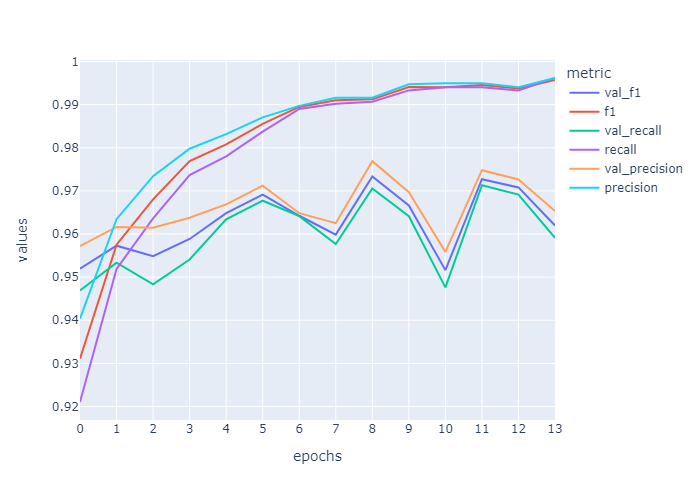 1
0.99
0.98
0.97
0.96
0.95
0.94
0.93
0.92
values
0 1 2 3 4 5 6 7 8 9 10 11 12 13
epochs
metric
val_f1
f1
val_recall
recall
val_precision
precision